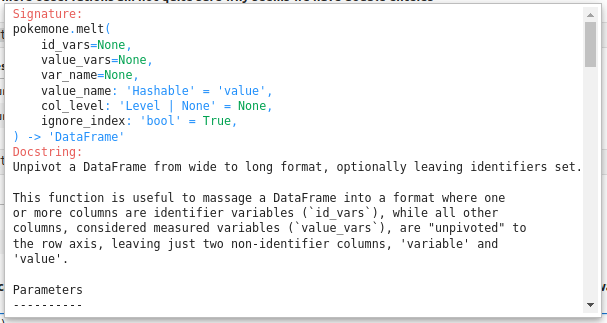 Signature:
pokemone.melt(
    id_vars=None,
    value_vars=None,
    var_name=None,
    value_name: 'Hashable' = 'value',
    col_level: 'Level | None' = None,
    ignore_index: 'bool' = True,
) -> 'DataFrame'
Docstring:
Unpivot a DataFrame from wide to long format, optionally leaving identifiers set.

This function is useful to massage a DataFrame into a format where one
or more columns are identifier variables (`id_vars`), while all other
columns, considered measured variables (`value_vars`), are "unpivoted" to
the row axis, leaving just two non-identifier columns, 'variable' and
'value'.

Parameters
----------